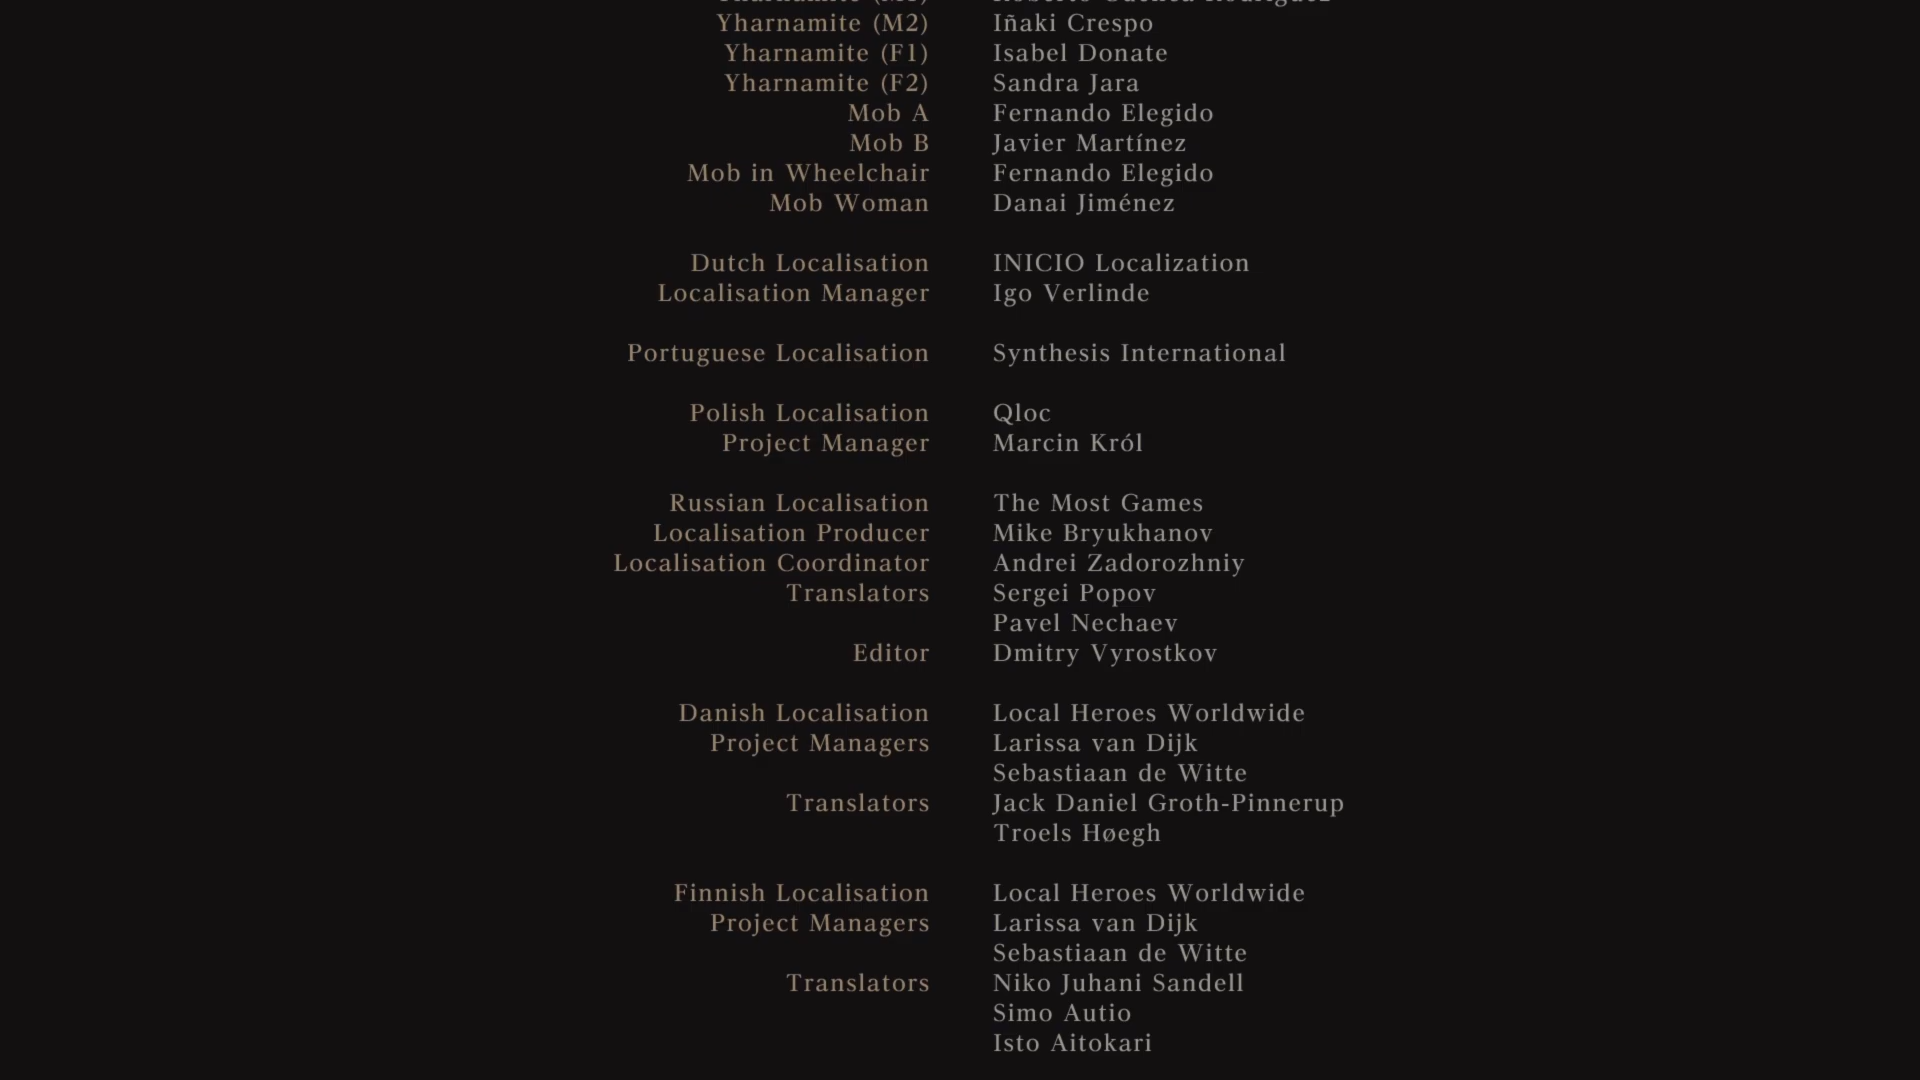 Yharnamite (M2) Iñaki Crespo
Yharnamite (F1) Isabel Donate
Yharnamite (F2) Sandra Jara
Mob A Fernando Elegido
Mob B Javier Martínez
Mob in Wheelchair Fernando Elegido
Mob Woman Danai Jiménez
Dutch Localisation INICIO Localization
Localisation Manager Igo Verlinde
Portuguese Localisation Synthesis International
Polish Localisation Qloc
Project Manager Marcin Król
Russian Localisation The Most Games
Localisation Producer Mike Bryukhanov
Localisation Coordinator Andrei Zadorozhniy
Translators Sergei Popov
Pavel Nechaev
Editor Dmitry Vyrostkov
Danish Localisation Local Heroes Worldwide
Project Managers Larissa van Dijk
Sebastiaan de Witte
Translators Jack Daniel Groth-Pinnerup
Troels Høegh
Finnish Localisation Local Heroes Worldwide
Project Managers Larissa van Dijk
Sebastiaan de Witte
Translators Niko Juhani Sandell
Simo Autio
Isto Aitokari